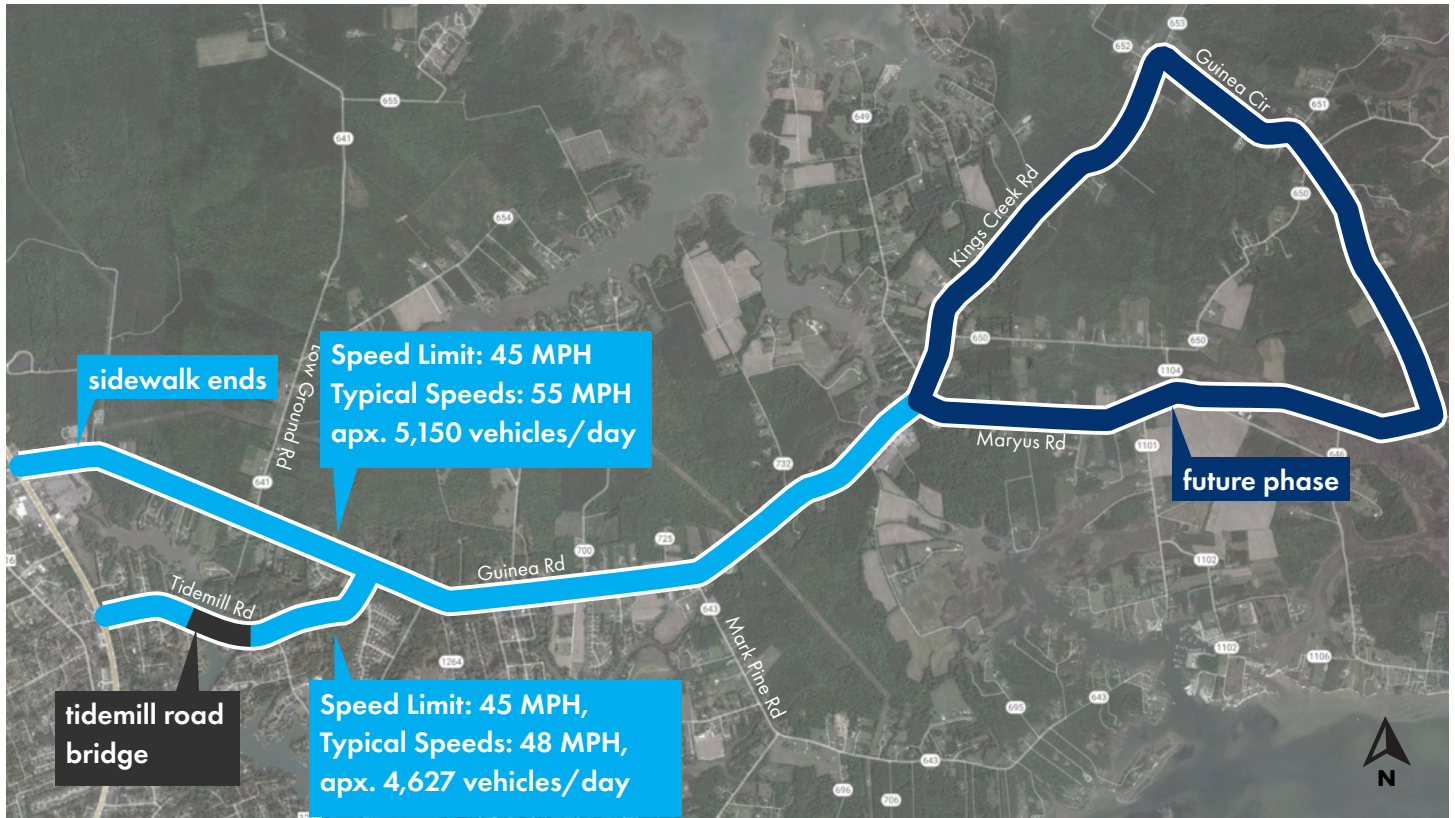 653
652
Guinea Cir
655
651
649
641
Kings Creek Rd
650
654
Low Ground Rd
Speed Limit: 45 MPH
Typical Speeds: 55 MPH
apx. 5,150 vehicles/day
sidewalk ends
650
650
1104
Maryus Rd
1101
646
732
641
future phase
725
700
Guinea Rd
16
1102
Tidemill Rd
643
Mark Pine Rd
1264
1102
1106
tidemill road
bridge
Speed Limit: 45 MPH,
Typical Speeds: 48 MPH,
apx. 4,627 vehicles/day
643
695
643
696
706
N